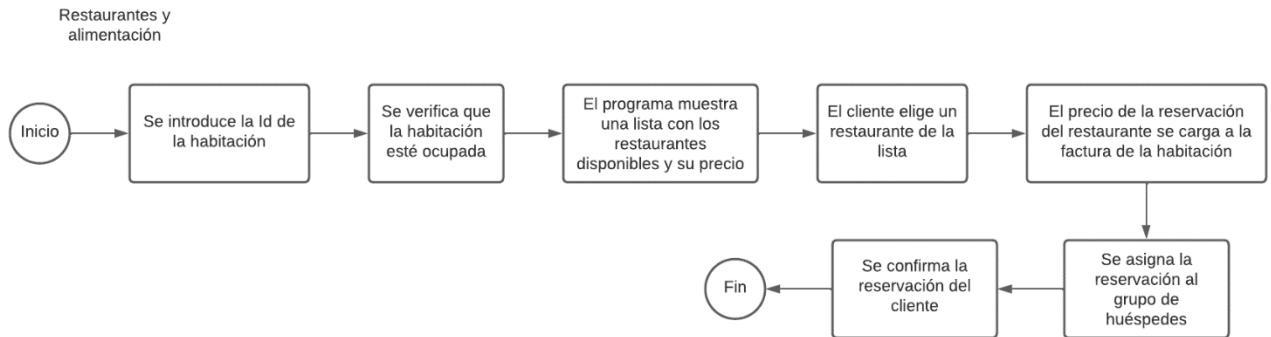 Restaurantes y
alimentación
Inicio
Se introduce la Id de
la habitación
Se verifica que
la habitación
esté ocupada
El programa muestra
una lista con los
restaurantes
disponibles y su precio
El cliente elige un
restaurante de la
lista
El precio de la reservación
del restaurante se carga a la
factura de la habitación
Se asigna la
reservación al
grupo de
huéspedes
Se confirma la
reservación del
cliente
Fin